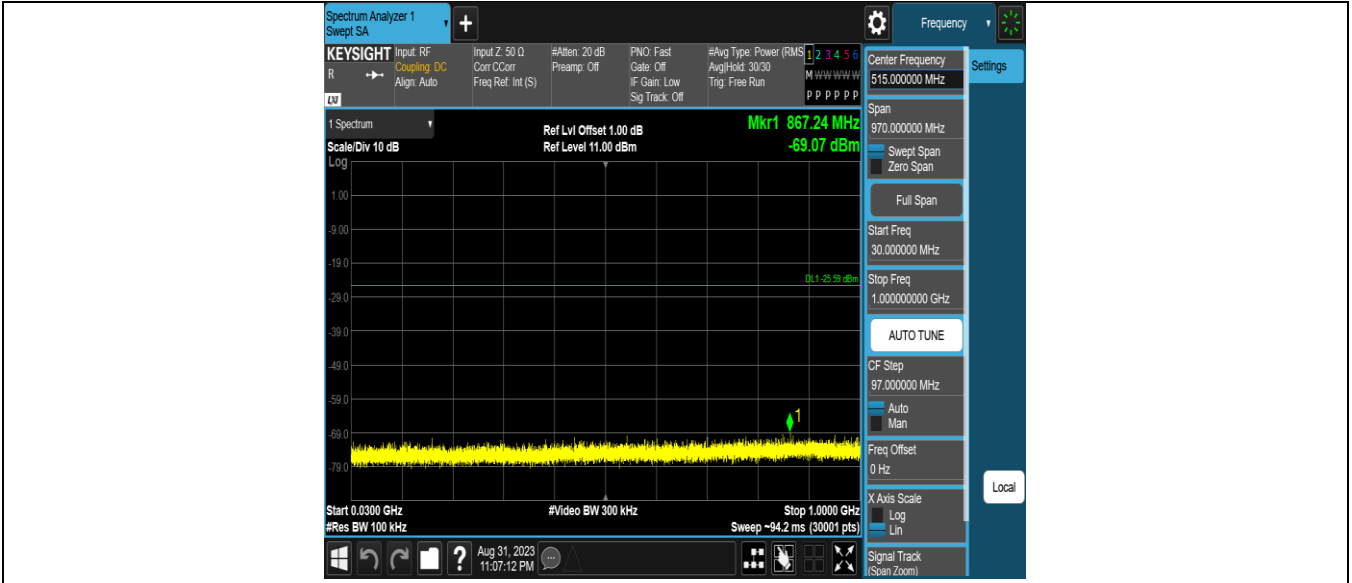 Spectrum Analyzer 1
Swept SA
+
Frequency
KEYSIGHT
R
LXI
Input: RF
Coupling: DC
Align: Auto
Input Z: 50 Ω
Corr CCorr
Freq Ref: Int (S)
#Atten: 20 dB
Preamp: Off
PNO: Fast
Gate: Off
IF Gain: Low
Sig Track: Off
#Avg Type: Power (RMS
Avg|Hold: 30/30
Trig: Free Run
1 2 3 4 5 6
M W W W W W
P P P P P P
1 Spectrum
Scale/Div 10 dB
Ref Lvl Offset 1.00 dB
Ref Level 11.00 dBm
Mkr1 867.24 MHz
-69.07 dBm
Log
1.00
-9.00
-19.0
DL1 -25.59 dBm
-29.0
-39.0
-49.0
-59.0
1
-69.0
-79.0
Start 0.0300 GHz
#Video BW 300 kHz
Stop 1.0000 GHz
#Res BW 100 kHz
Sweep ~94.2 ms (30001 pts)
?
Aug 31, 2023
11:07:12 PM
Center Frequency
515.000000 MHz
Span
970.000000 MHz
Swept Span
Zero Span
Full Span
Start Freq
30.000000 MHz
Stop Freq
1.000000000 GHz
AUTO TUNE
CF Step
97.000000 MHz
Auto
Man
Freq Offset
0 Hz
X Axis Scale
Log
Lin
Signal Track
(Span Zoom)
Settings
Local